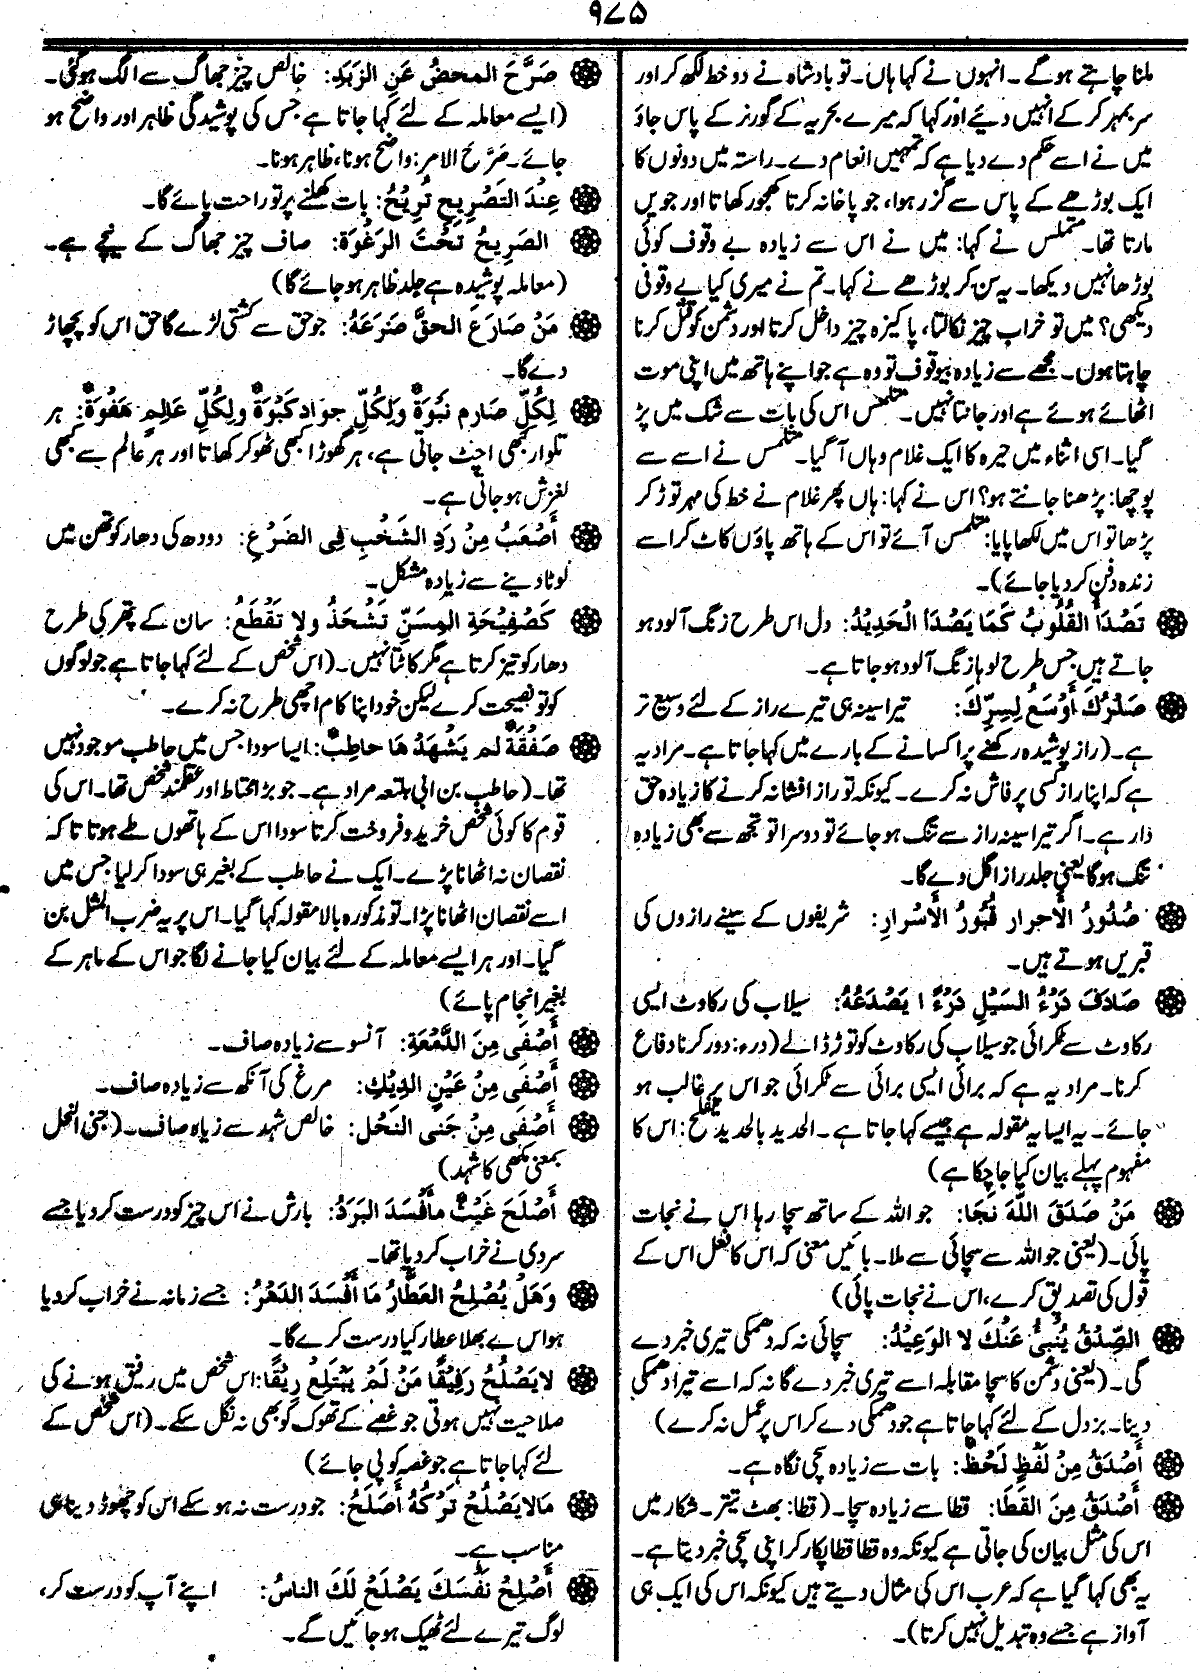 ۹۷۵
ملنا چاہتے ہوگے۔ انہوں نے کہا ہاں۔ تو بادشاہ نے دو خط لکھ کر اور
سر بمہر کر کے انہیں دیئے اور کہا کہ میرے بحریہ کے گورنر کے پاس جاؤ
میں نے اسے حکم دے دیا ہے کہ تمہیں انعام دے۔ راستہ میں دونوں کا
ایک بوڑھے کے پاس سے گزر ہوا، جو پاخانہ کرتا کھجور کھاتا اور جویں
مارتا تھا۔ متلمس نے کہا: میں نے اس سے زیادہ بے وقوف کوئی
بوڑھا نہیں دیکھا۔ یہ سن کر بوڑھے نے کہا۔ تم نے میری کیا بے وقوفی
دیکھی؟ میں تو خراب چیز نکالتا، پاکیزہ چیز داخل کرتا اور دشمن کو قتل کرنا
چاہتا ہوں۔ مجھے سے زیادہ بیوقوف تو وہ ہے جو اپنے ہاتھ میں اپنی موت
اٹھائے ہوئے ہے اور جانتا نہیں۔ متلمس اس کی بات سے شک میں پڑ
گیا۔ اسی اثناء میں حیرہ کا ایک غلام وہاں آ گیا۔ متلمس نے اسے سے
پوچھا: پڑھنا جانتے ہو؟ اس نے کہا: ہاں پھر غلام نے خط کی مہر توڑ کر
پڑھا تو اس میں لکھا پایا: متلمس آئے تو اس کے ہاتھ پاؤں کاٹ کر اسے
زندہ دفن کر دیا جائے)۔
تَصْدَأُ القُلُوبُ كَمَا يَصْدَأُ الْحَدِيْدُ: دل اس طرح زنگ آلود ہو
جاتے ہیں جس طرح لوہا زنگ آلود ہو جاتا ہے۔
صَدْرُكَ أَوْسَعُ لِسِرِّكَ: تیرا سینہ ہی تیرے راز کے لئے وسیع تر
ہے۔ (راز پوشیدہ رکھنے پر اکسانے کے بارے میں کہا جاتا ہے۔ مراد یہ
ہے کہ اپنا راز کسی پر فاش نہ کرے۔ کیونکہ تو راز افشا نہ کرنے کا زیادہ حق
دار ہے۔ اگر تیرا سینہ راز سے تنگ ہو جائے تو دوسرا تو تجھ سے بھی زیادہ
تنگ ہوگا یعنی جلد راز اگل دے گا۔
صُدُورُ الْأَحرار قُبُورُ الْأَسْرارِ: شریفوں کے سینے رازوں کی
قبریں ہوتے ہیں۔
صَادَفَ دَرْءُ السَيْلِ دَرْءًا يَصْدَعُهُ: سیلاب کی رکاوٹ ایسی
رکاوٹ سے ٹکرائی جو سیلاب کی رکاوٹ کو توڑ ڈالے (درء: دور کرنا دفاع
کرنا۔ مراد یہ ہے کہ برائی ایسی برائی سے ٹکرائی جو اس پر غالب ہو
جائے۔ یہ ایسا یہ مقولہ ہے جیسے کہا جاتا ہے۔ الحدید بالحدید یفلح: اس کا
مفہوم پہلے بیان کیا جا چکا ہے)
مَنْ صَدَقَ اللّٰهَ نَجَا: جو اللہ کے ساتھ سچا رہا اس نے نجات
پائی۔ (یعنی جو اللہ سے سچائی سے ملا۔ بائیں معنی کہ اس کا فعل اس کے
قول کی تصدیق کرے، اس نے نجات پائی)
الصِّدْقُ يُنْبِئُ عَنْكَ لا الوَعِيْدُ: سچائی نہ کہ دھمکی تیری خبر دے
گی۔ (یعنی دشمن کا سچا مقابلہ اسے تیری خبر دے گا نہ کہ اسے تیرا دھمکی
دینا۔ بزدل کے لئے کہا جاتا ہے جو دھمکی دے کر اس پر عمل نہ کرے)
أَصْدَقُ مِنْ لَفْظٍ لَحْظٌ: بات سے زیادہ سچی نگاہ ہے۔
أَصْدَقُ مِنَ القَطَا: قطا سے زیادہ سچا۔ (قطا: بھٹ تیتر۔ شکار میں
اس کی مثل بیان کی جاتی ہے کیونکہ وہ قطا قطا پکار کر اپنی سچی خبر دیتا ہے۔
یہ بھی کہا گیا ہے کہ عرب اس کی مثال دیتے ہیں کیونکہ اس کی ایک ہی
آواز ہے جسے وہ تبدیل نہیں کرتا)۔
صَرَّحَ المحضُ عَنِ الزَبَدِ: خالص چیز جھاگ سے الگ ہوگئی۔
(ایسے معاملہ کے لئے کہا جاتا ہے جس کی پوشیدگی ظاہر اور واضح ہو
جائے۔ صَرَّحَ الامر: واضح ہونا، ظاہر ہونا۔
عِنْدَ التَصْرِيحِ تُرِيْحُ: بات کھلنے پر تو راحت پائے گا۔
الصَرِيحُ تَحْتَ الرَغْوَةِ: صاف چیز جھاگ کے نیچے ہے۔
(معاملہ پوشیدہ ہے جلد ظاہر ہو جائے گا)
مَنْ صَارَعَ الحقَّ صَرَعَهُ: جو حق سے کشتی لڑے گا حق اس کو پچھاڑ
دے گا۔
لِكُلِّ صارم نَبْوَةٌ ولِكُلِّ جوادٍ كَبْوَةٌ ولِكُلِّ عَالِمٍ هَفْوَةٌ: ہر
تلوار کبھی اچٹ جاتی ہے، ہر گھوڑا کبھی ٹھوکر کھاتا اور ہر عالم سے کبھی
لغزش ہو جاتی ہے۔
أَصْعَبُ مِنْ رَدِ الشَخْبِ فِي الضَرْعِ: دودھ کی دھار کو تھن میں
لوٹا دینے سے زیادہ مشکل۔
كَصَفِيْحَةِ المِسَنِّ تَشْحَذُ ولا تَقْطَعُ: سان کے پتھر کی طرح
دھار کو تیز کرتا ہے مگر کاٹتا نہیں۔ (اس شخص کے لئے کہا جاتا ہے جو لوگوں
کو تو نصیحت کرے لیکن خود اپنا کام اچھی طرح نہ کرے۔
صَفْقَةٌ لم يَشْهَدْ هَا حاطِبٌ: ایسا سودا جس میں حاطب موجود نہیں
تھا۔ (حاطب بن ابی بلتعہ مراد ہے۔ جو بڑا محتاط اور عقلمند شخص تھا۔ اس کی
قوم کا کوئی شخص خرید و فروخت کرتا سودا اس کے ہاتھوں طے ہوتا تا کہ
نقصان نہ اٹھانا پڑے۔ ایک نے حاطب کے بغیر ہی سودا کر لیا جس میں
اسے نقصان اٹھانا پڑا۔ تو مذکورہ بالا مقولہ کہا گیا۔ اس پر یہ ضرب المثل بن
گیا۔ اور ہر ایسے معاملہ کے لئے بیان کیا جانے لگا جو اس کے ماہر کے
بغیر انجام پائے)
أَصْفَى مِنَ الدَّمْعَةِ: آنسو سے زیادہ صاف۔
أَصْفَى مِنْ عَيْنِ الدِيْكِ: مرغ کی آنکھ سے زیادہ صاف۔
أَصْفَى مِنْ جَنَى النَحْل: خالص شہد سے زیادہ صاف۔ (جنی النحل
بمعنی مکھی کا شہد)
أَصْلَحَ غَيْثٌ مأَفْسَدَ البَرَدُ: بارش نے اس چیز کو درست کر دیا جسے
سردی نے خراب کر دیا تھا۔
وَهَلْ يُصْلِحُ العَطَّارُ مَا أَفْسَدَ الدَهْرُ: جسے زمانہ نے خراب کر دیا
ہو اس ے بھلا عطار کیا درست کرے گا۔
لايَصْلُحُ رَفِيْقًا مَنْ لَمْ يَبْتَلِعْ رِيْقًا: اس شخص میں رفیق ہونے کی
صلاحیت نہیں ہوتی جو غصے کے تھوک کو بھی نہ نگل سکے۔ (اس شخص کے
لئے کہا جاتا ہے جو غصہ کو پی جائے)
مَالايَصْلُحُ تَرْكُهُ أَصْلَحُ: جو درست نہ ہو سکے اس کو چھوڑ دینا ہی
مناسب ہے۔
أَصْلِحْ نَفْسَكَ يَصْلُحْ لَكَ الناسُ: اپنے آپ کو درست کر،
لوگ تیرے لئے ٹھیک ہو جائیں گے۔